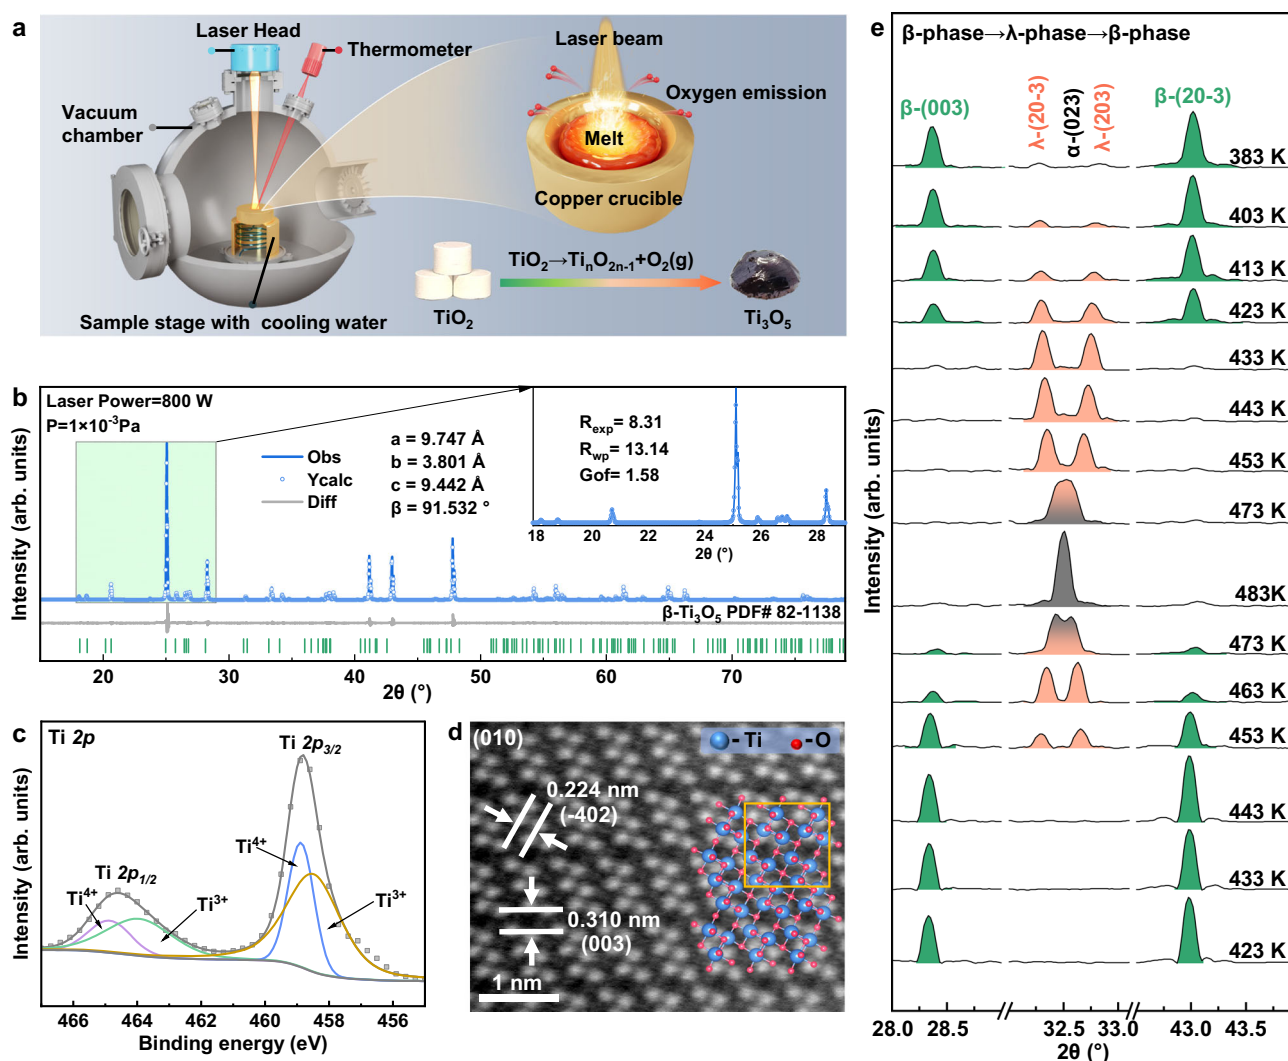 a
Laser Head
Thermometer
Vacuum
chamber
Sample stage with cooling water
Laser beam
Oxygen emission
Melt
Copper crucible
TiO₂→TiₙO₂ₙ₋₁+O₂(g)
TiO₂
Ti₃O₅
b
Laser Power=800 W
P=1×10⁻³Pa
Obs
Ycalc
Diff
a = 9.747 Å
b = 3.801 Å
c = 9.442 Å
β = 91.532 °
R_exp= 8.31
R_wp= 13.14
Gof= 1.58
18 20 22 24 26 28
2θ (°)
β-Ti₃O₅ PDF# 82-1138
Intensity (arb. units)
20 30 40 50 60 70
2θ (°)
c
Ti 2p
Ti 2p₃/₂
Ti⁴⁺
Ti³⁺
Ti 2p₁/₂
Ti⁴⁺
Ti³⁺
Intensity (arb. units)
466 464 462 460 458 456
Binding energy (eV)
d
(010)
-Ti
-O
0.224 nm
(-402)
0.310 nm
(003)
1 nm
e
β-phase→λ-phase→β-phase
β-(003)
λ-(20-3)
α-(023)
λ-(203)
β-(20-3)
383 K
403 K
413 K
423 K
433 K
443 K
453 K
473 K
483K
473 K
463 K
453 K
443 K
433 K
423 K
Intensity (arb. units)
28.0 28.5 32.5 33.0 43.0 43.5
2θ (°)